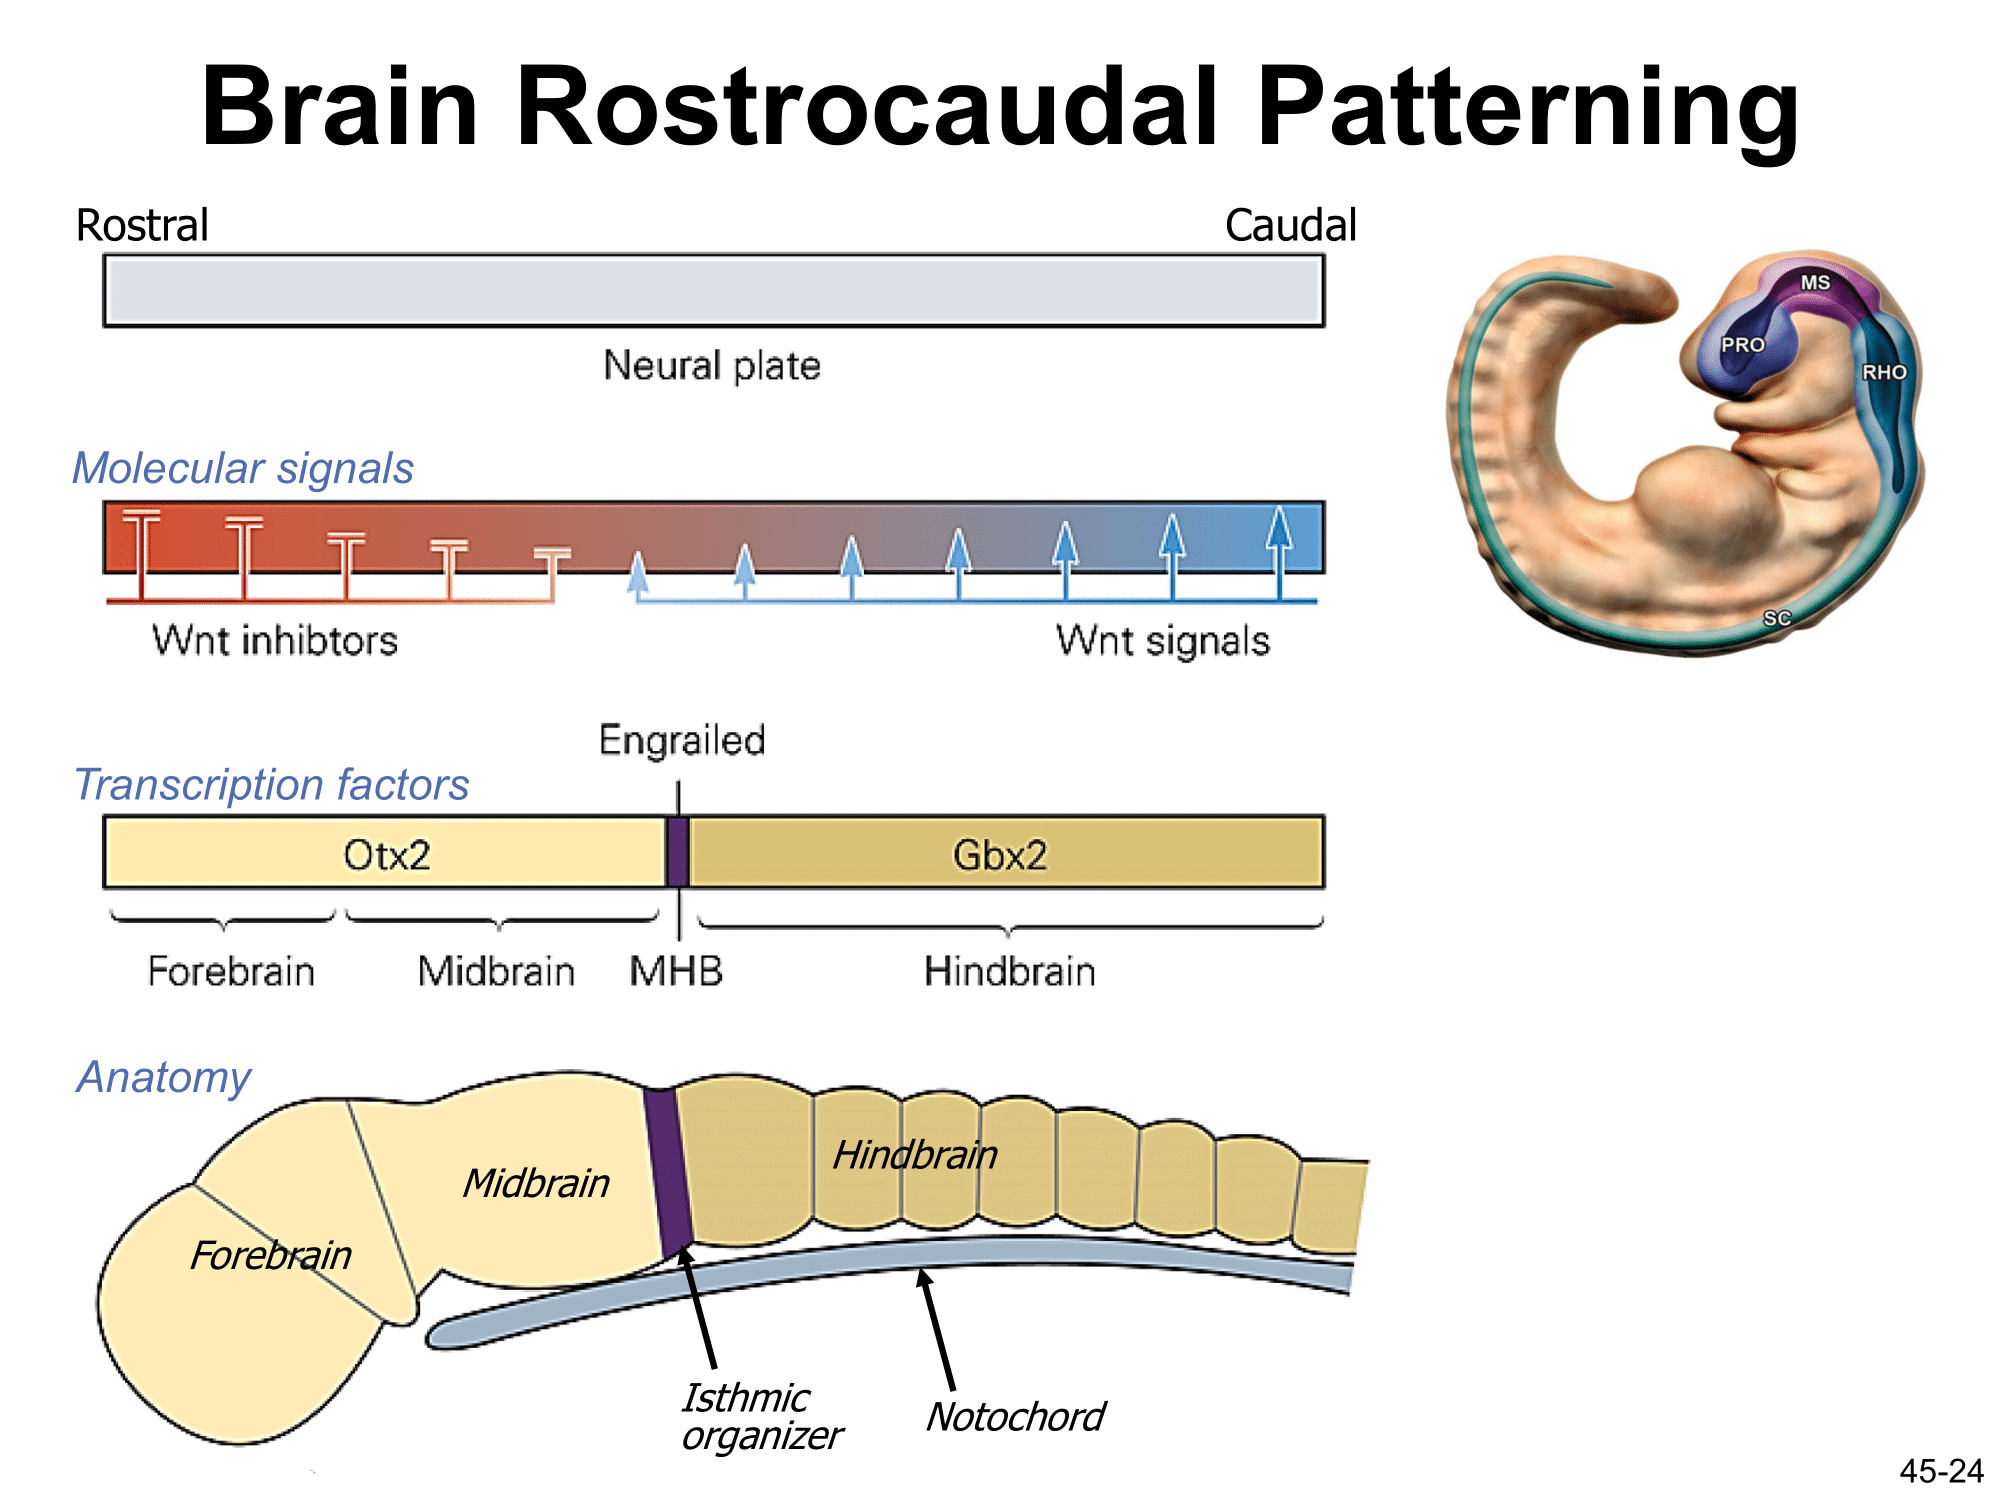 Brain Rostrocaudal Patterning
Rostral
Caudal
Neural plate
MS
PRO
RHO
SC
Molecular signals
Wnt inhibtors
Wnt signals
Engrailed
Transcription factors
Otx2
Gbx2
Forebrain
Midbrain
MHB
Hindbrain
Anatomy
Hindbrain
Midbrain
Forebrain
Isthmic
organizer
Notochord
45-24